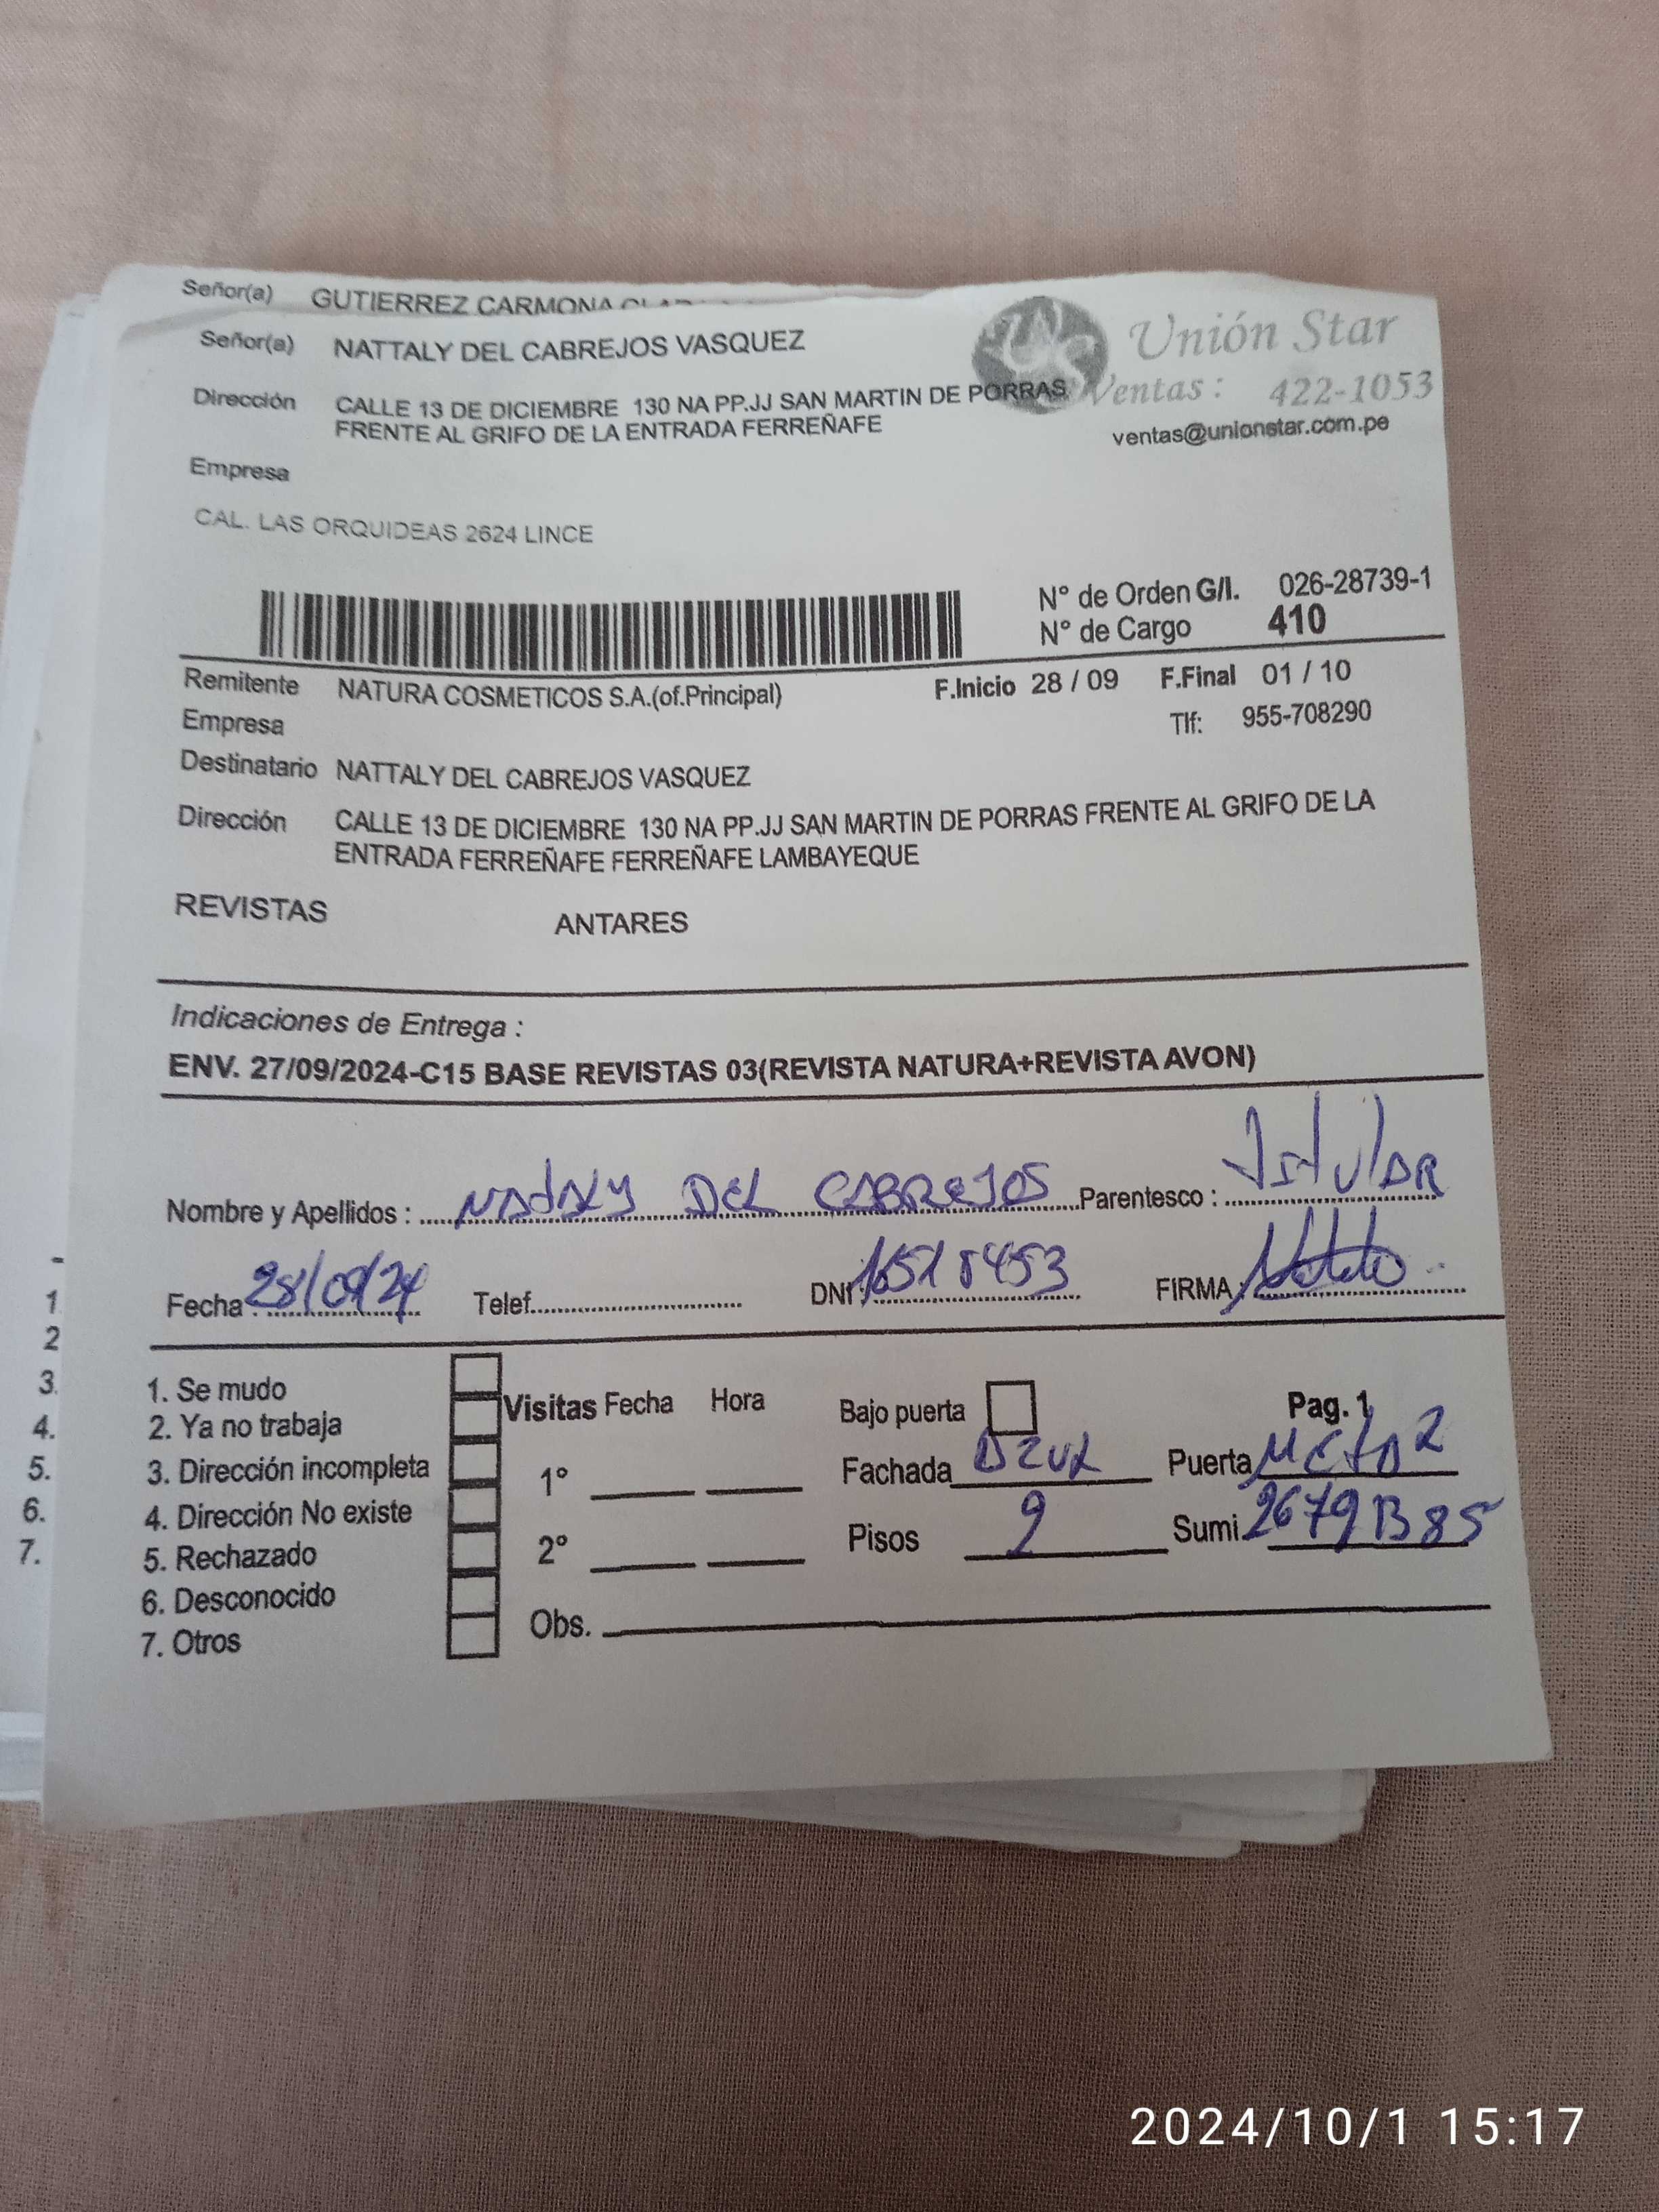 Señor(a) GUTIERREZ CARMONA
Señor(a) NATTALY DEL CABREJOS VASQUEZ
Unión Star
Dirección CALLE 13 DE DICIEMBRE 130 NA PP.JJ SAN MARTIN DE PORRAS
FRENTE AL GRIFO DE LA ENTRADA FERREÑAFE
Ventas : 422-1053
ventas@unionstar.com.pe
Empresa
CAL. LAS ORQUIDEAS 2624 LINCE
N° de Orden G/I. 026-28739-1
N° de Cargo 410
Remitente NATURA COSMETICOS S.A.(of.Principal) F.Inicio 28 / 09 F.Final 01 / 10
Empresa Tlf: 955-708290
Destinatario NATTALY DEL CABREJOS VASQUEZ
Dirección CALLE 13 DE DICIEMBRE 130 NA PP.JJ SAN MARTIN DE PORRAS FRENTE AL GRIFO DE LA
ENTRADA FERREÑAFE FERREÑAFE LAMBAYEQUE
REVISTAS ANTARES
Indicaciones de Entrega :
ENV. 27/09/2024-C15 BASE REVISTAS 03(REVISTA NATURA+REVISTA AVON)
Nombre y Apellidos : NATALY DEL CABREJOS Parentesco : TITULAR
Fecha : 28/09/24 Telef. DNI 16518453 FIRMA :
1. Se mudo
2. Ya no trabaja
3. Dirección incompleta
4. Dirección No existe
5. Rechazado
6. Desconocido
7. Otros
Visitas Fecha Hora
1°
2°
Obs.
Bajo puerta Pag. 1
Fachada AZUL Puerta METAL
Pisos 2 Sumi. 2679B85
1
2
3.
4.
5.
6.
7.
2024/10/1 15:17